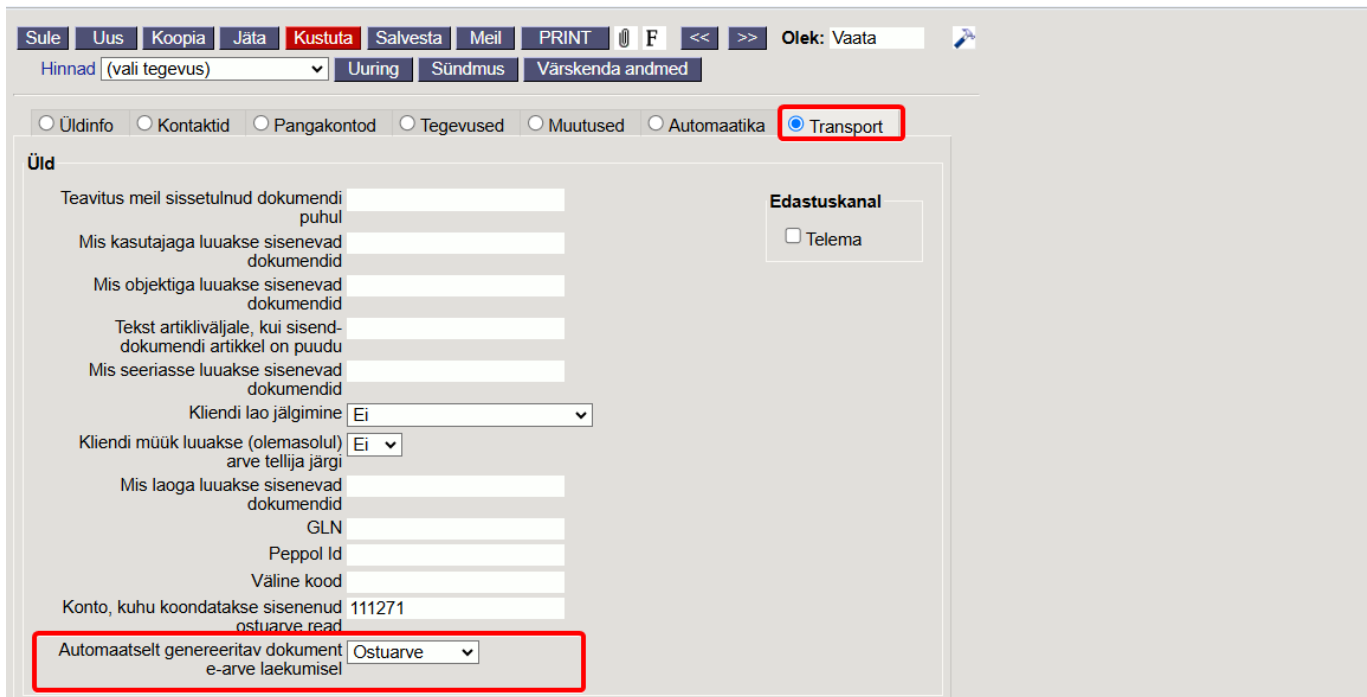 Sule Uus Koopia Jäta Kustuta Salvesta Meil PRINT F << >> Olek: Vaata
Hinnad (vali tegevus) Uuring Sündmus Värskenda andmed
Üldinfo Kontaktid Pangakontod Tegevused Muutused Automaatika Transport
Üld
Teavitus meil sissetulnud dokumendi
puhul
Edastuskanal
Telema
Mis kasutajaga luuakse sisenevad
dokumendid
Mis objektiga luuakse sisenevad
dokumendid
Tekst artikliväljale, kui sisend-
dokumendi artikkel on puudu
Mis seeriasse luuakse sisenevad
dokumendid
Kliendi lao jälgimine Ei
Kliendi müük luuakse (olemasolul) Ei
arve tellija järgi
Mis laoga luuakse sisenevad
dokumendid
GLN
Peppol Id
Väline kood
Konto, kuhu koondatakse sisenenud 111271
ostuarve read
Automaatselt genereeritav dokument Ostuarve
e-arve laekumisel